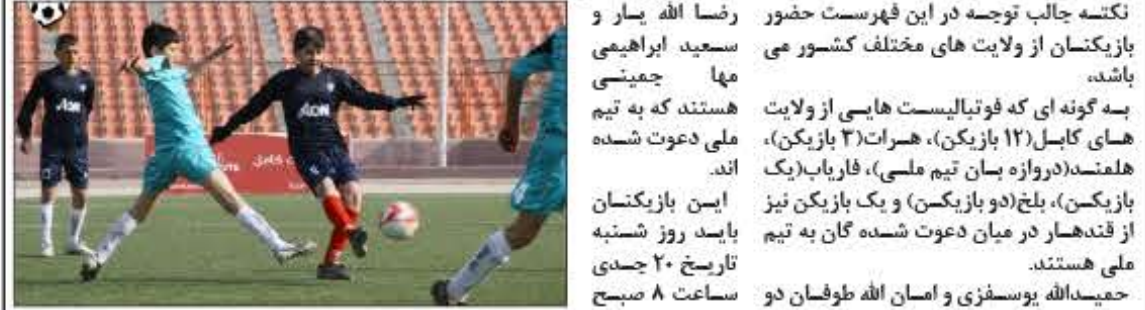 نکته جالب توجه در این فهرست حضور
بازیکنان از ولایت های مختلف کشور می
باشد،
به گونه ای که فوتبالیست هایی از ولایت
های کابل(۱۲ بازیکن)، هرات(۳ بازیکن)،
هلمند(دروازه بان تیم ملی)، فاریاب(یک
بازیکن)، بلخ(دو بازیکن) و یک بازیکن نیز
از قندهار در میان دعوت شده گان به تیم
ملی هستند.
حمیدالله یوسفزی و امان الله طوفان دو
رضا الله یار و
سعید ابراهیمی
مها جمینی
هستند که به تیم
ملی دعوت شده
اند.
این بازیکنان
باید روز شنبه
تاریخ ۲۰ جدی
ساعت ۸ صبح
AON
AON